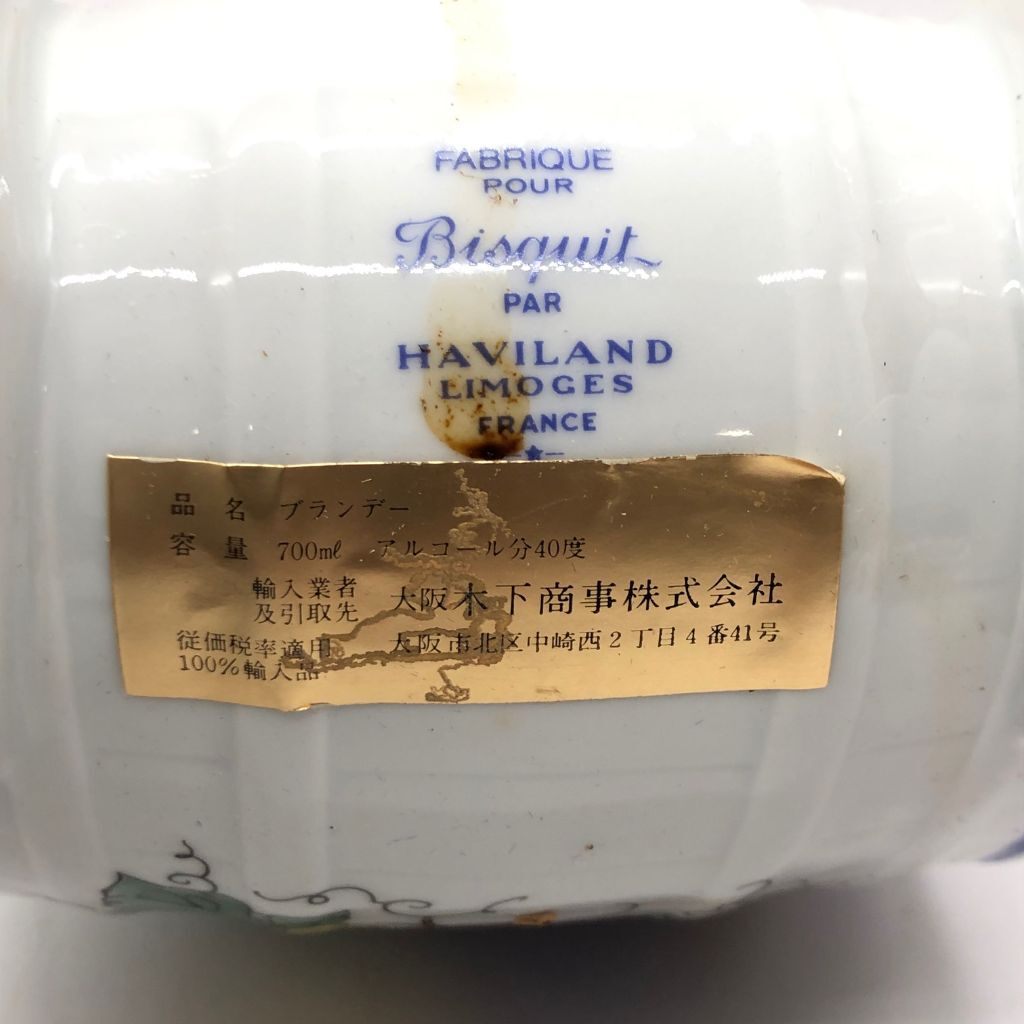 FABRIQUE
POUR
Bisquit
PAR
HAVILAND
LIMOGES
FRANCE
品名 ブランデー
容量 700ml アルコール分40度
輸入業者
及引取先 大阪木下商事株式会社
従価税率適用 大阪市北区中崎西2丁目4番41号
100%輸入品